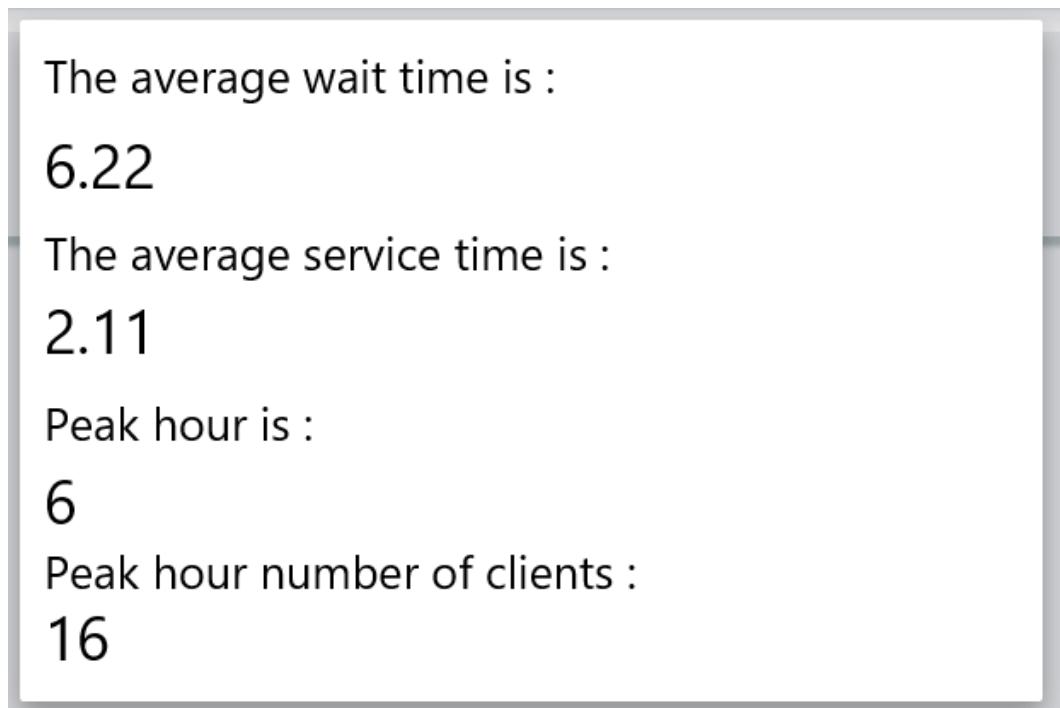 The average wait time is :
6.22
The average service time is :
2.11
Peak hour is :
6
Peak hour number of clients :
16